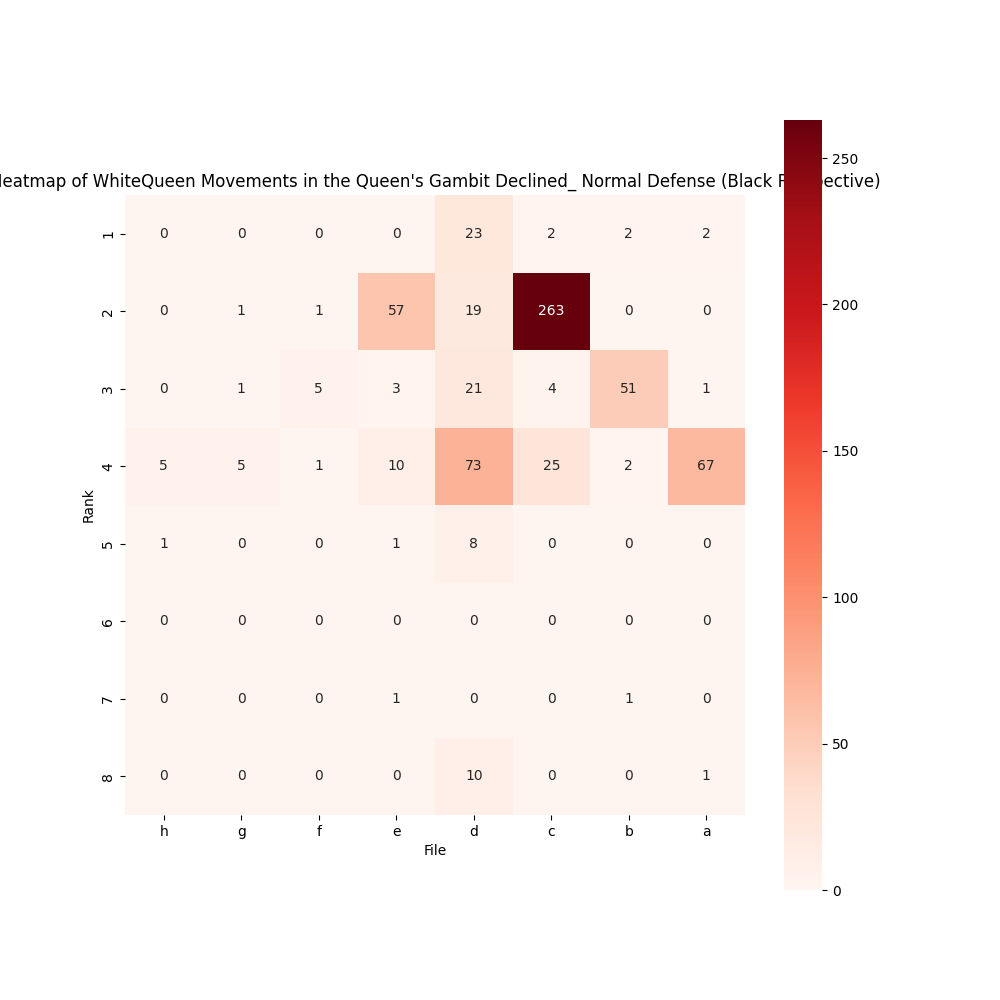 250
eatmap of WhiteQueen Movements in the Queen's Gambit Declined_ Normal Defense (Black
1 0 0 0 0 23 2 2 2
2 0 1 1 57 19 263 0 0
200
3 0 1 5 3 21 4 51 1
150
4 5 5 1 10 73 25 2 67
Rank
5 1 0 0 1 8 0 0 0
100
6 0 0 0 0 0 0 0 0
7 0 0 0 1 0 0 1 0
50
8 0 0 0 0 10 0 0 1
h g f e d c b a
File
0